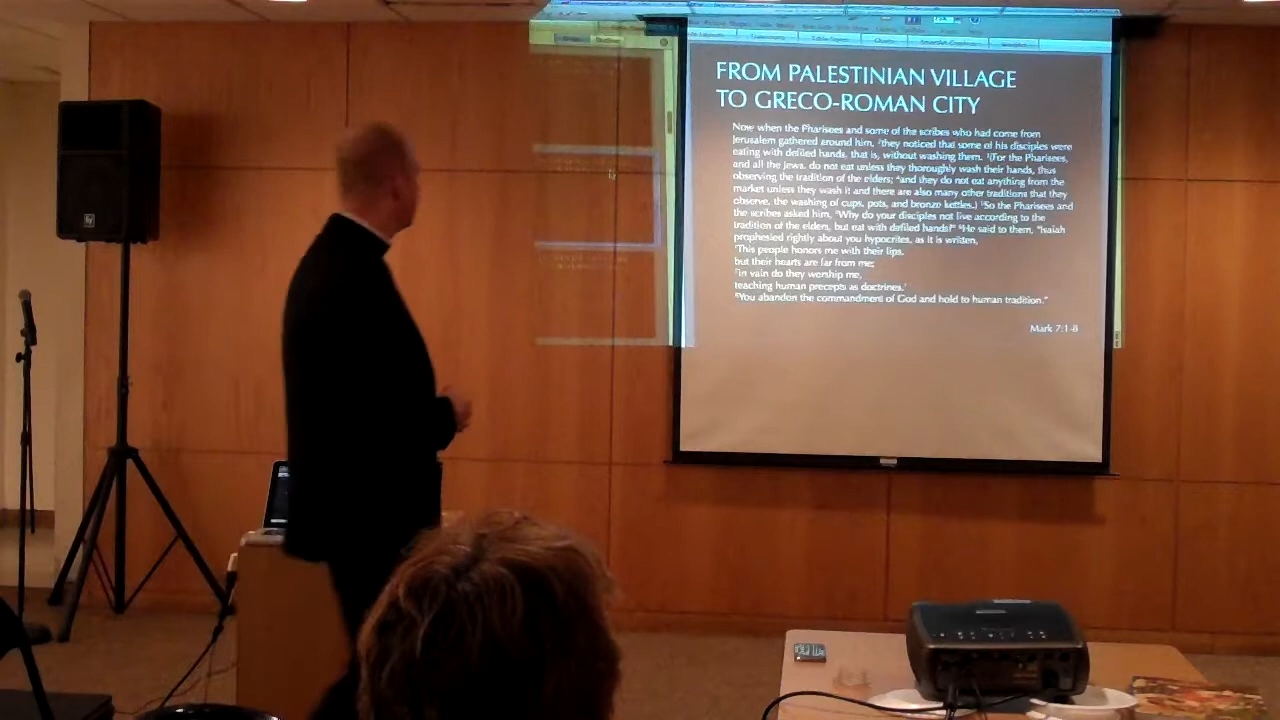 FROM PALESTINIAN VILLAGE
TO GRECO-ROMAN CITY
Now when the Pharisees and some of the scribes who had come from
Jerusalem gathered around him, ²they noticed that some of his disciples were
eating with defiled hands, that is, without washing them. ³(For the Pharisees,
and all the Jews, do not eat unless they thoroughly wash their hands, thus
observing the tradition of the elders; ⁴and they do not eat anything from the
market unless they wash it and there are also many other traditions that they
observe, the washing of cups, pots, and bronze kettles.) ⁵So the Pharisees and
the scribes asked him, "Why do your disciples not live according to the
tradition of the elders, but eat with defiled hands?" ⁶He said to them, "Isaiah
prophesied rightly about you hypocrites, as it is written,
'This people honors me with their lips,
but their hearts are far from me;
⁷in vain do they worship me,
teaching human precepts as doctrines.'
⁸You abandon the commandment of God and hold to human tradition."
Mark 7:1-8